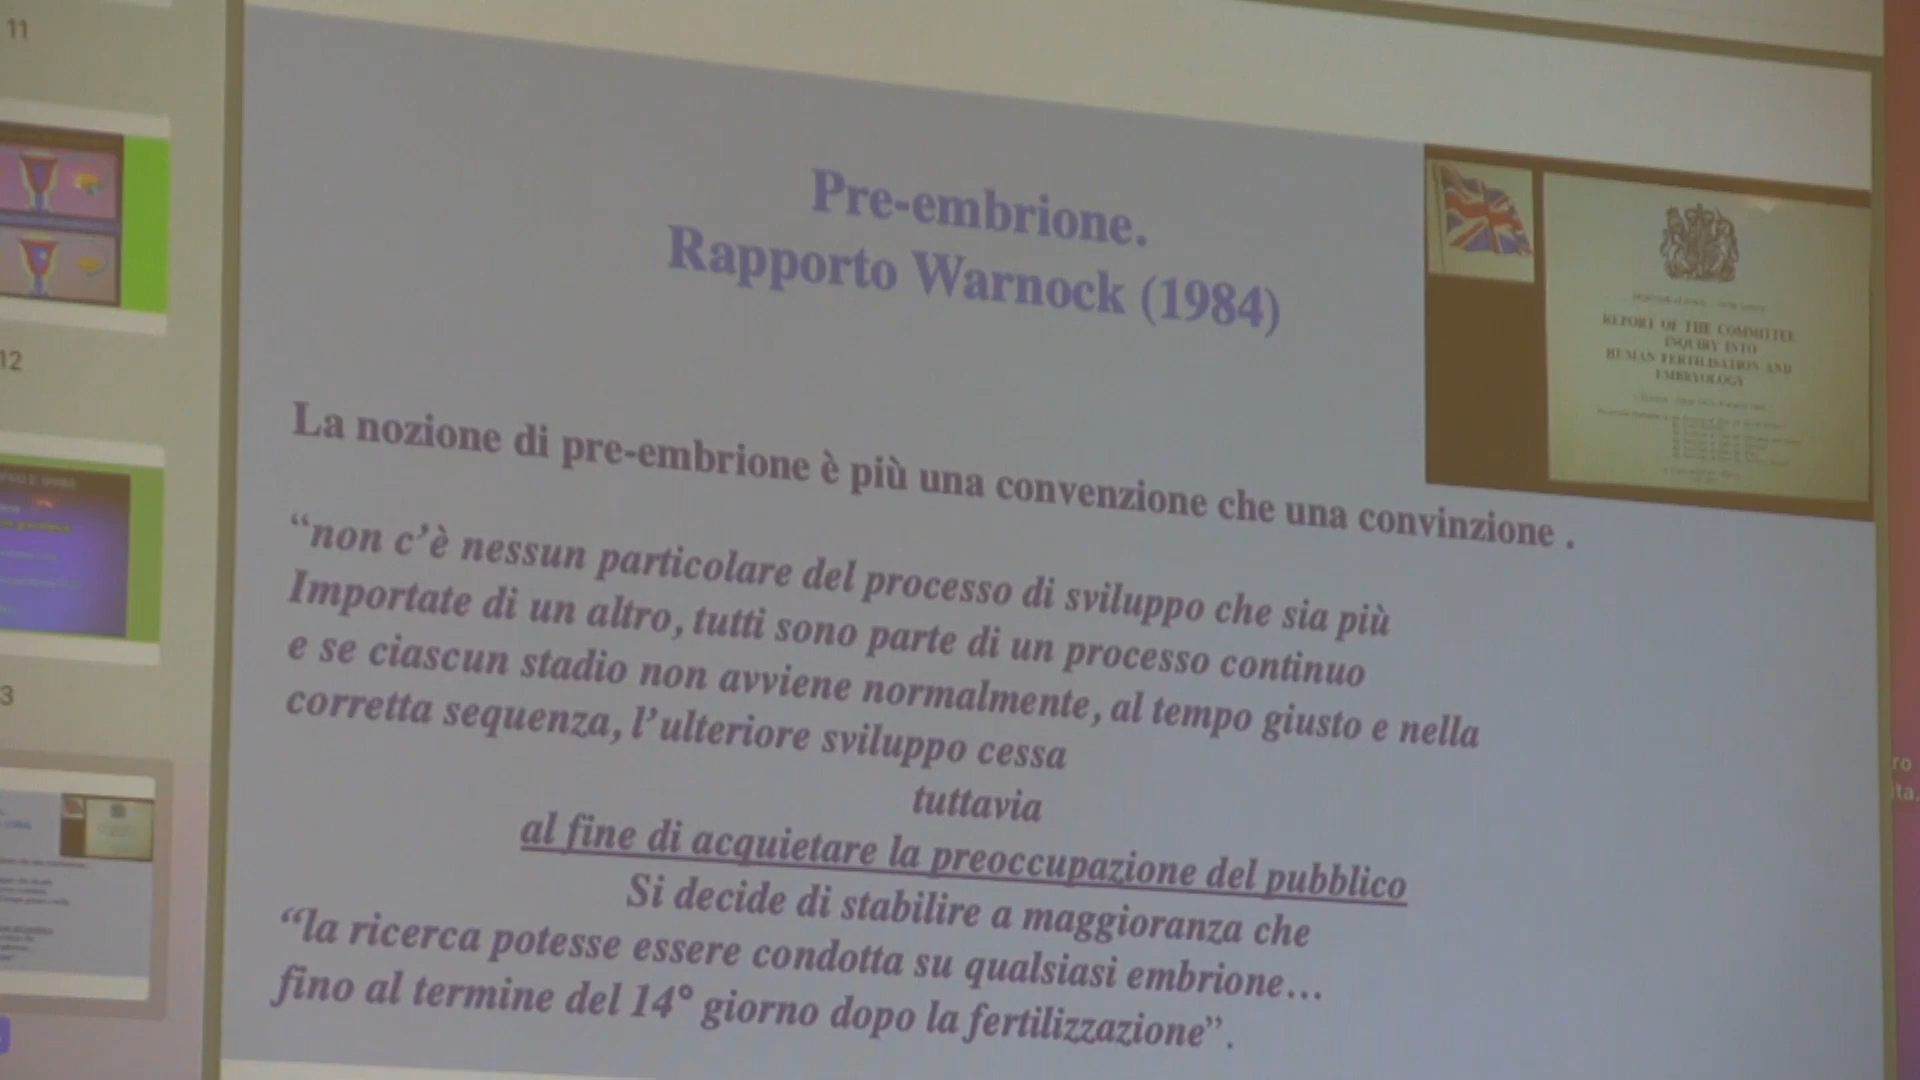 11
12
3
Pre-embrione.
Rapporto Warnock (1984)
REPORT OF THE COMMITTEE
INQUIRY INTO
HUMAN FERTILISATION AND
EMBRYOLOGY
La nozione di pre-embrione è più una convenzione che una convinzione .
“non c’è nessun particolare del processo di sviluppo che sia più
Importate di un altro, tutti sono parte di un processo continuo
e se ciascun stadio non avviene normalmente, al tempo giusto e nella
corretta sequenza, l’ulteriore sviluppo cessa
tuttavia
al fine di acquietare la preoccupazione del pubblico
Si decide di stabilire a maggioranza che
“la ricerca potesse essere condotta su qualsiasi embrione…
fino al termine del 14° giorno dopo la fertilizzazione”.
ro
ita.